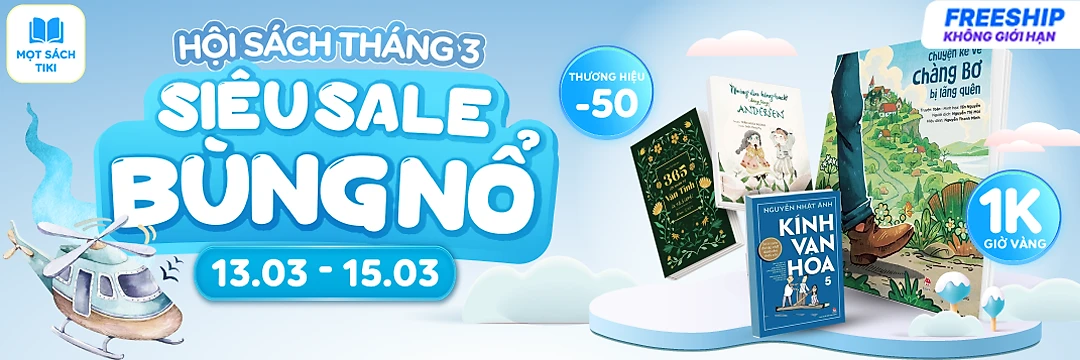 MỌT SÁCH
TIKI
HỘI SÁCH THÁNG 3
SIÊU SALE
BÙNG NỔ
13.03 - 15.03
THƯƠNG HIỆU
-50
FREESHIP
KHÔNG GIỚI HẠN
1K
GIỜ VÀNG
365
ANDERSEN
NGUYỄN NHẬT ÁNH
KÍNH
VẠN
HOA
5
Chuyện kể về
chàng Bơ
bị lãng quên